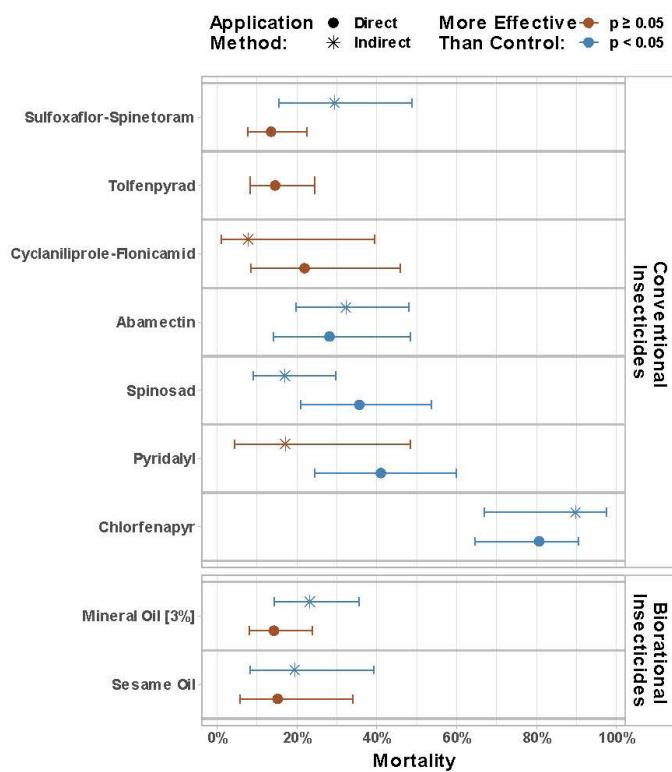 Application Method: Direct Indirect
More Effective Than Control: p ≥ 0.05 p < 0.05
Sulfoxaflor-Spinetoram
Tolfenpyrad
Cyclaniliprole-Flonicamid
Abamectin
Spinosad
Pyridalyl
Chlorfenapyr
Conventional
Insecticides
Mineral Oil [3%]
Sesame Oil
Biorational
Insecticides
0% 20% 40% 60% 80% 100%
Mortality